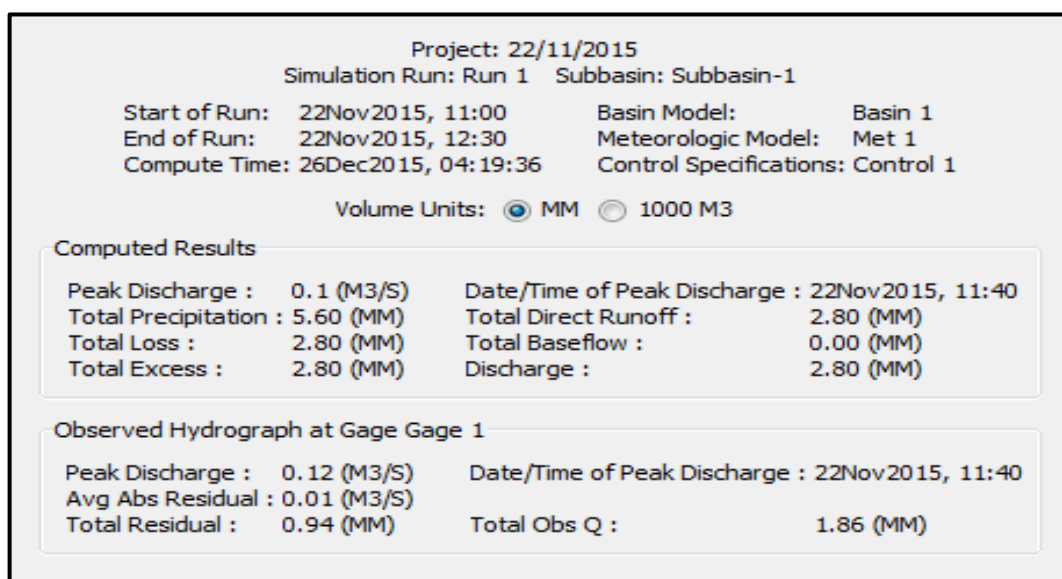 Project: 22/11/2015
Simulation Run: Run 1 Subbasin: Subbasin-1
Start of Run: 22Nov2015, 11:00 Basin Model: Basin 1
End of Run: 22Nov2015, 12:30 Meteorologic Model: Met 1
Compute Time: 26Dec2015, 04:19:36 Control Specifications: Control 1
Volume Units: MM 1000 M3
Computed Results
Peak Discharge : 0.1 (M3/S) Date/Time of Peak Discharge : 22Nov2015, 11:40
Total Precipitation : 5.60 (MM) Total Direct Runoff : 2.80 (MM)
Total Loss : 2.80 (MM) Total Baseflow : 0.00 (MM)
Total Excess : 2.80 (MM) Discharge : 2.80 (MM)
Observed Hydrograph at Gage Gage 1
Peak Discharge : 0.12 (M3/S) Date/Time of Peak Discharge : 22Nov2015, 11:40
Avg Abs Residual : 0.01 (M3/S)
Total Residual : 0.94 (MM) Total Obs Q : 1.86 (MM)